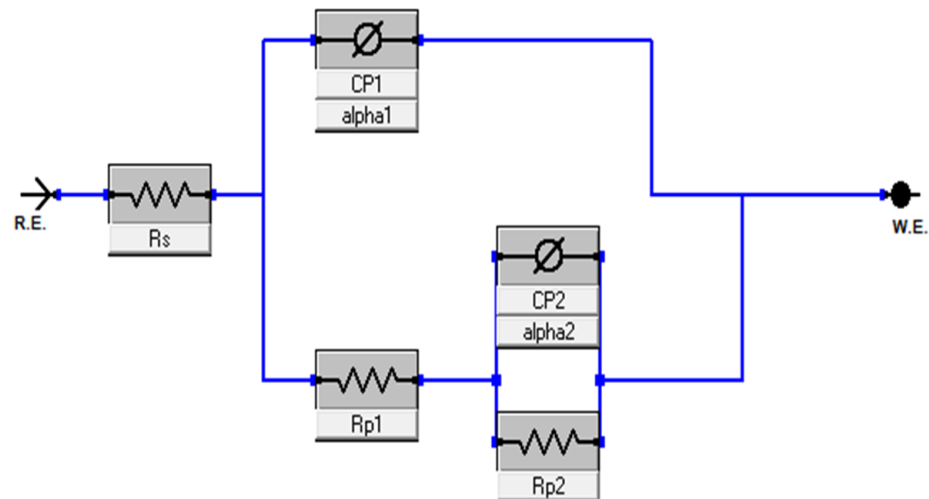 CP1
alpha1
R.E.
Rs
W.E.
CP2
alpha2
Rp1
Rp2